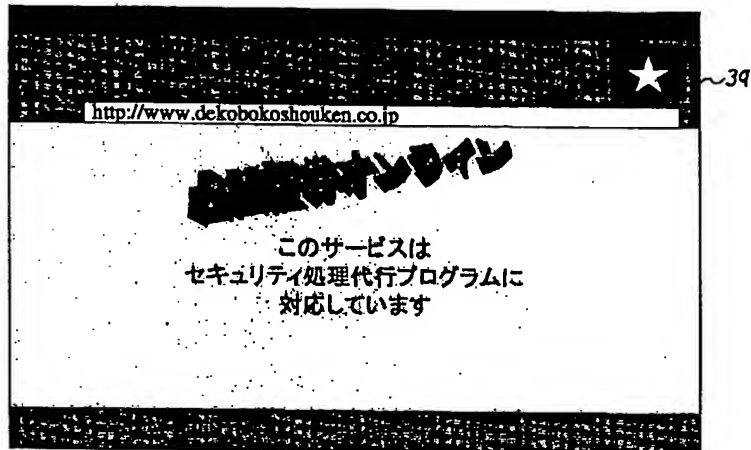 39
http://www.dekobokoshouken.co.jp
オンライン
このサービスは
セキュリティ処理代行プログラムに
対応しています